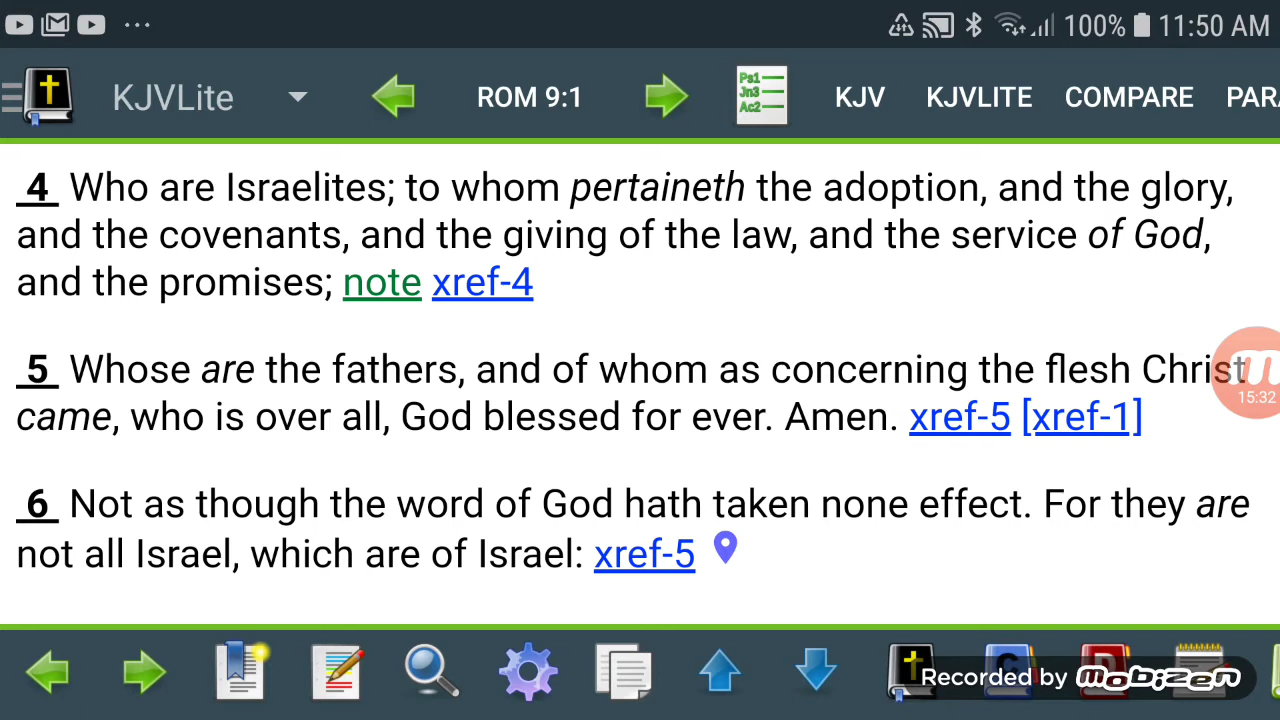 100% 11:50 AM
KJVLite ROM 9:1 Ps1 Jn3 Ac2 KJV KJVLITE COMPARE PARA
4 Who are Israelites; to whom pertaineth the adoption, and the glory,
and the covenants, and the giving of the law, and the service of God,
and the promises; note xref-4
5 Whose are the fathers, and of whom as concerning the flesh Christ
came, who is over all, God blessed for ever. Amen. xref-5 [xref-1]
15:32
6 Not as though the word of God hath taken none effect. For they are
not all Israel, which are of Israel: xref-5
Recorded by mobizen